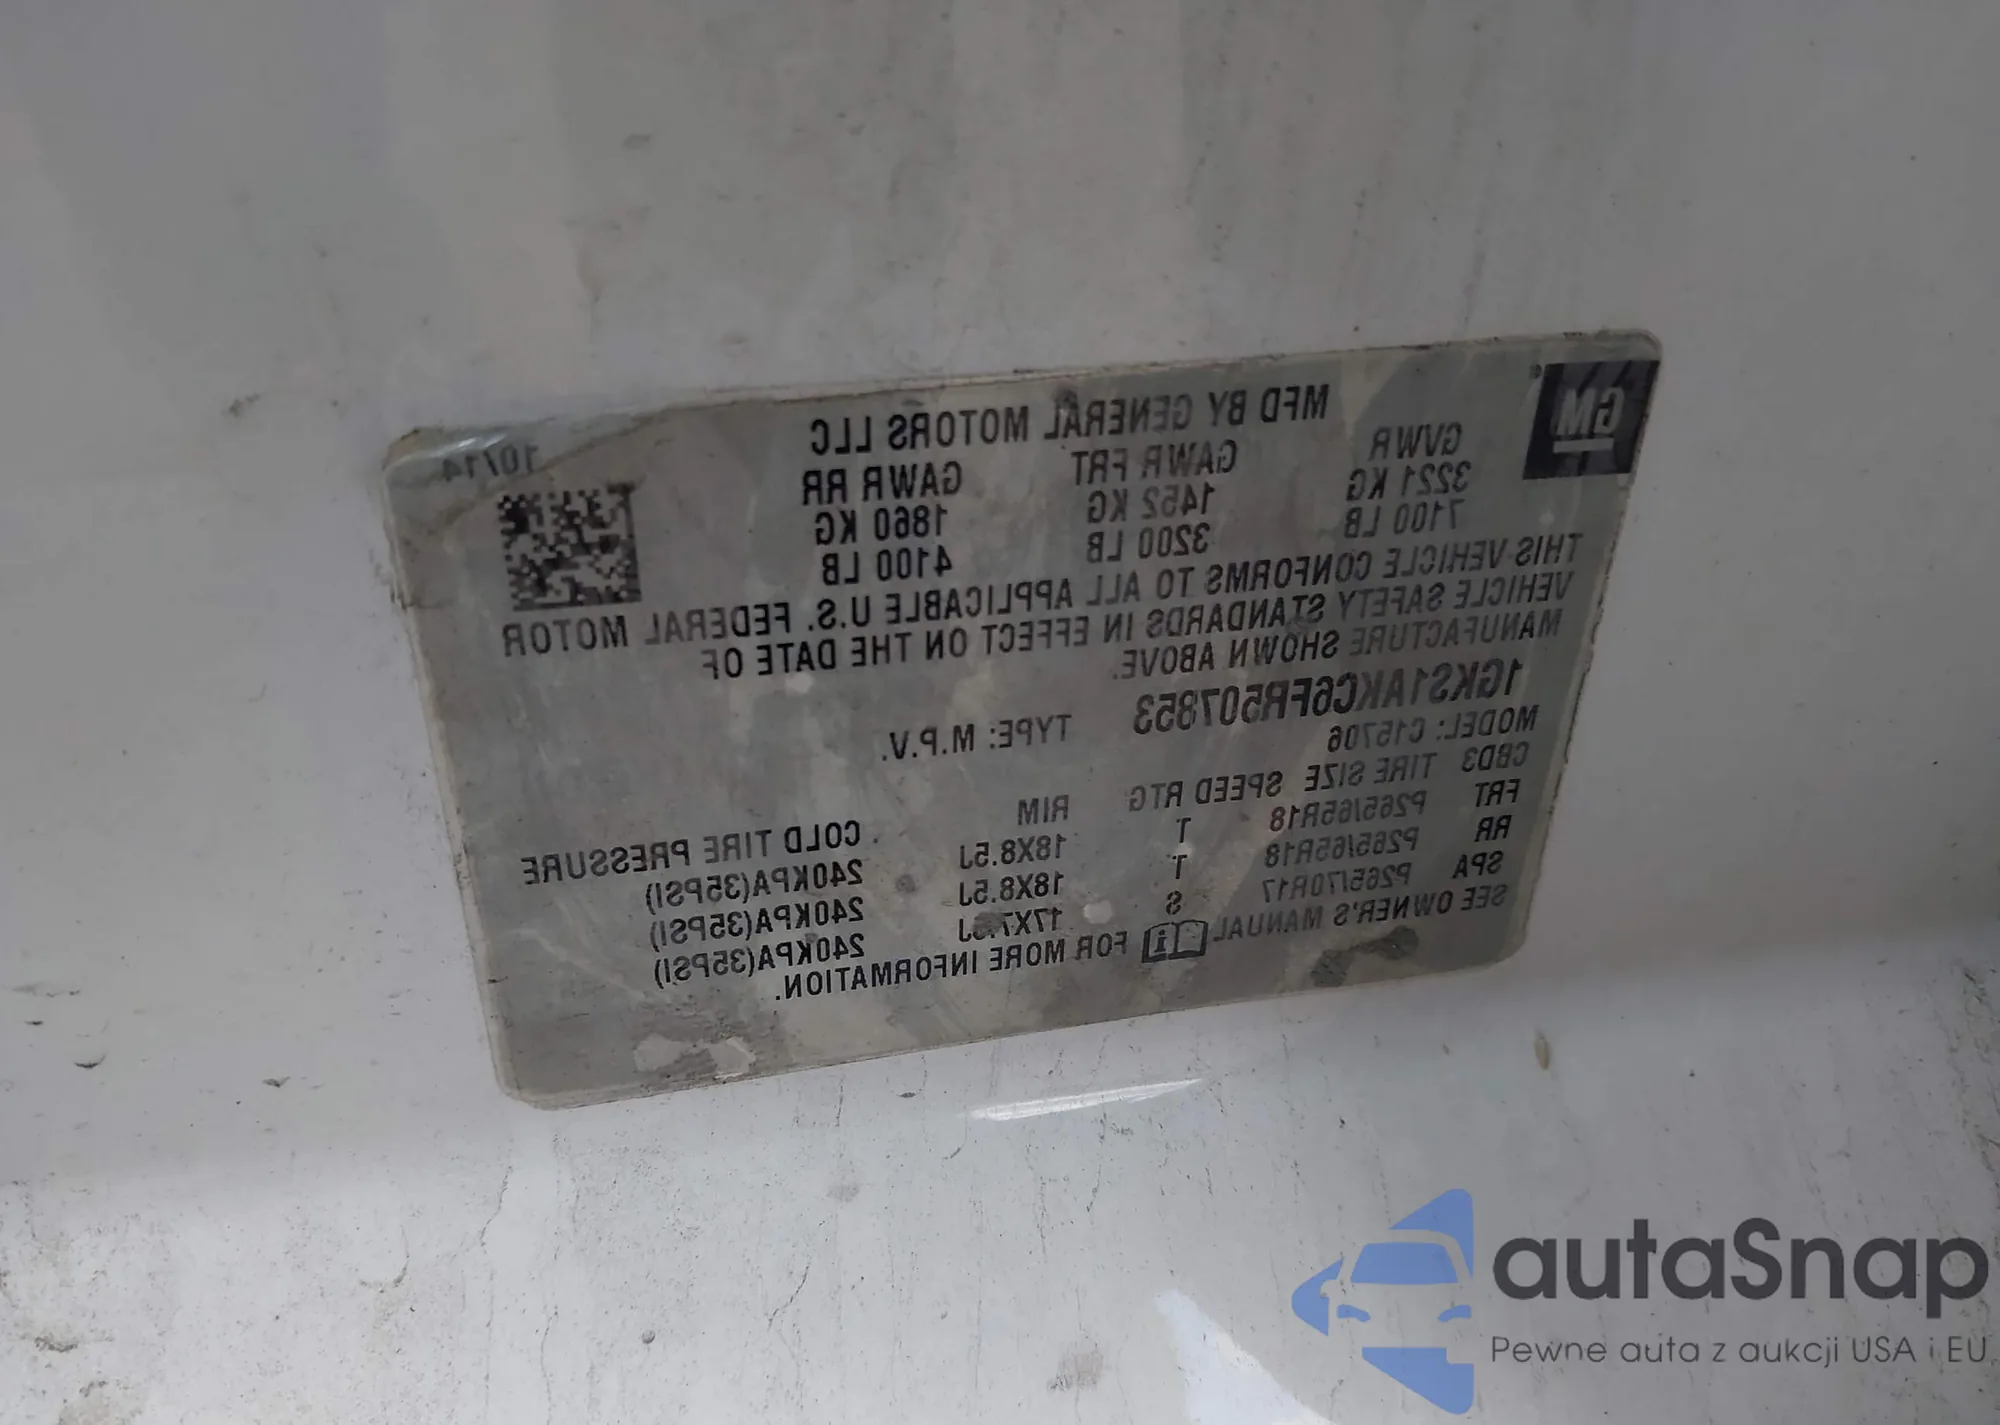 GM
MFD BY GENERAL MOTORS LLC
10/14
GVWR GAWR FRT GAWR RR
3221 KG 1452 KG 1860 KG
7100 LB 3200 LB 4100 LB
THIS VEHICLE CONFORMS TO ALL APPLICABLE U.S. FEDERAL MOTOR
VEHICLE SAFETY STANDARDS IN EFFECT ON THE DATE OF
MANUFACTURE SHOWN ABOVE.
1GKS1AKC6FR507853
TYPE: M.P.V.
MODEL: C15706
CBD3 TIRE SIZE SPEED RTG RIM COLD TIRE PRESSURE
FRT P265/65R18 T 18X8.5J 240KPA(35PSI)
RR P265/65R18 T 18X8.5J 240KPA(35PSI)
SPA P265/70R17 S 17X7.5J 240KPA(35PSI)
SEE OWNER'S MANUAL FOR MORE INFORMATION.
autaSnap
Pewne auta z aukcji USA i EU